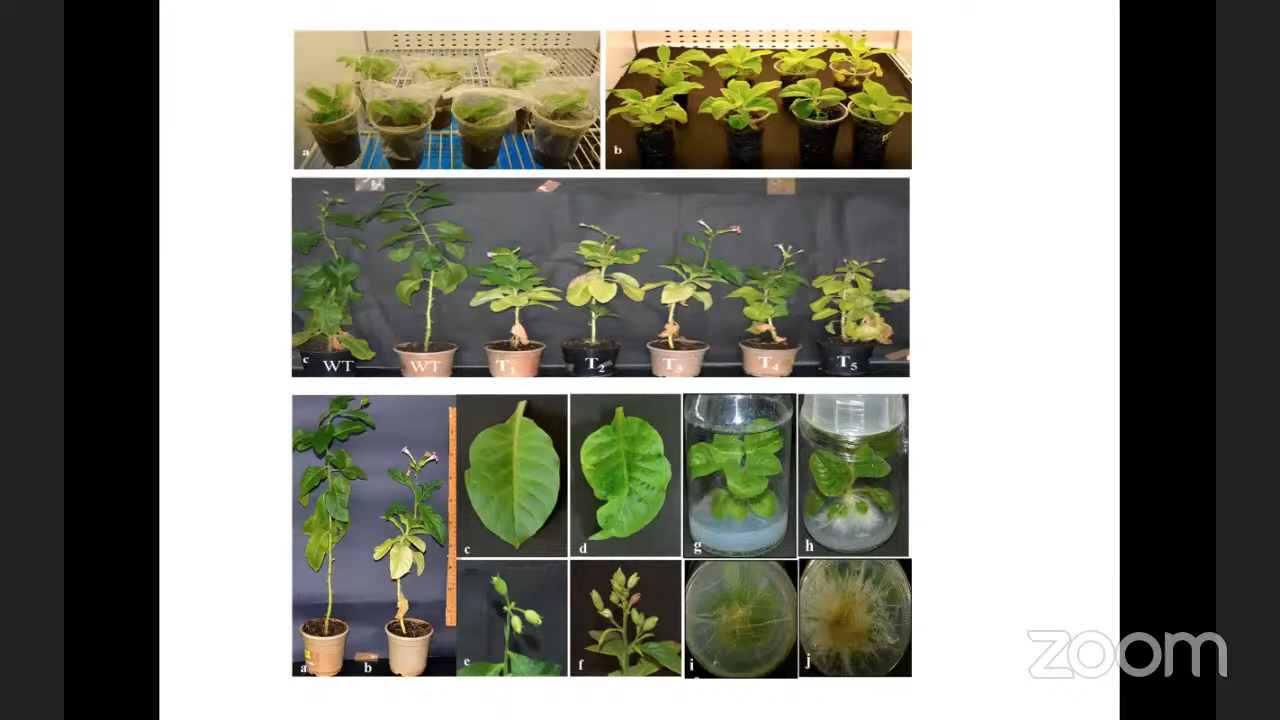 a b
c WT WT T1 T2 T3 T4 T5
a b c d g h
e f i j
zoom